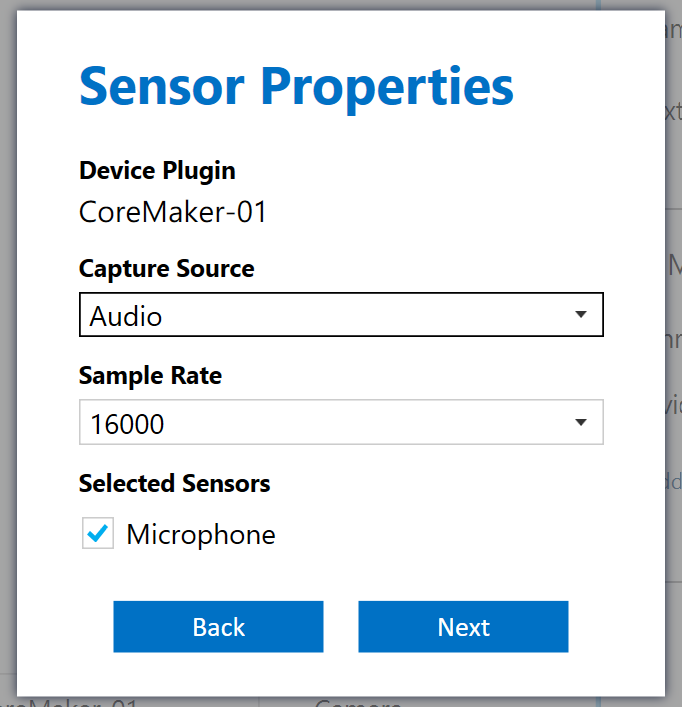 Sensor Properties
Device Plugin
CoreMaker-01
Capture Source
Audio
Sample Rate
16000
Selected Sensors
Microphone
Back
Next